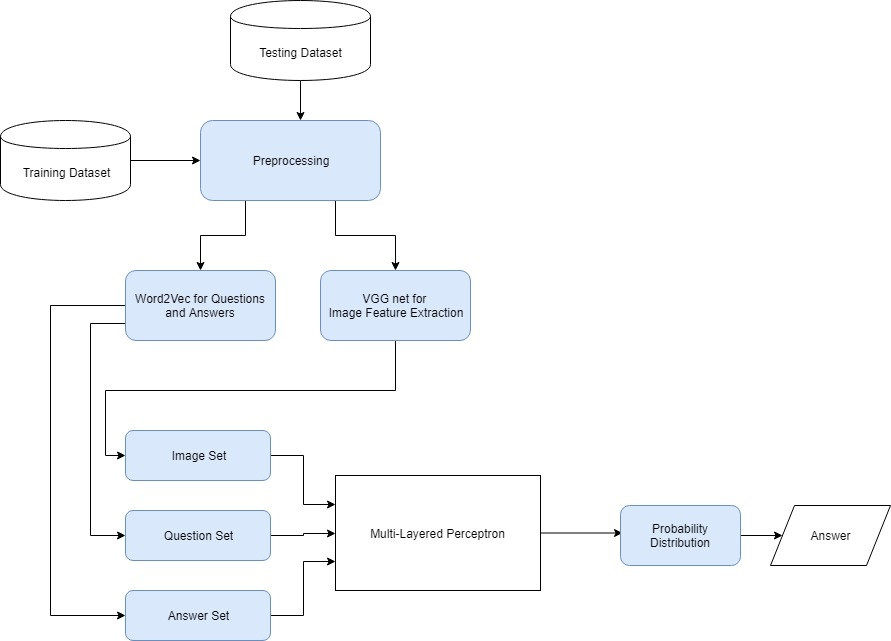 Testing Dataset
Training Dataset
Preprocessing
Word2Vec for Questions
and Answers
VGG net for
Image Feature Extraction
Image Set
Question Set
Answer Set
Multi-Layered Perceptron
Probability
Distribution
Answer